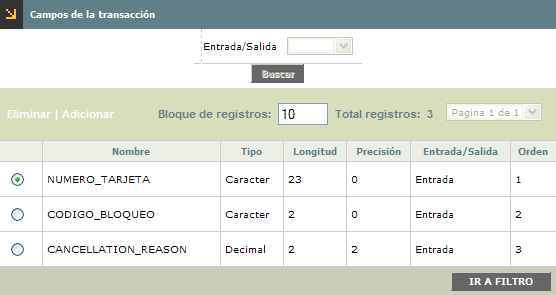 Campos de la transacción
Entrada/Salida
Buscar
Eliminar | Adicionar Bloque de registros: 10 Total registros: 3 Pagina 1 de 1
Nombre Tipo Longitud Precisión Entrada/Salida Orden
NUMERO_TARJETA Caracter 23 0 Entrada 1
CODIGO_BLOQUEO Caracter 2 0 Entrada 2
CANCELLATION_REASON Decimal 2 2 Entrada 3
IR A FILTRO